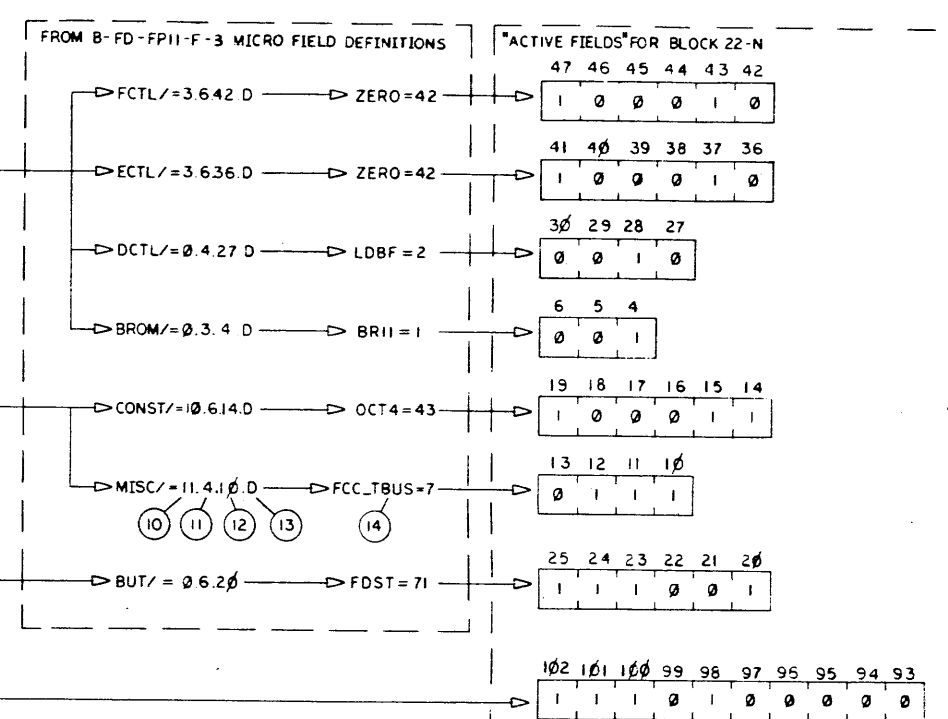 FROM B-FD-FP11-F-3 MICRO FIELD DEFINITIONS
"ACTIVE FIELDS" FOR BLOCK 22-N
47 46 45 44 43 42
FCTL/=3.6.42.D ZERO=42
1 Ø Ø Ø 1 Ø
41 4Ø 39 38 37 36
ECTL/=3.6.36.D ZERO=42
1 Ø Ø Ø 1 Ø
3Ø 29 28 27
DCTL/=Ø.4.27 D LDBF=2
Ø Ø 1 Ø
6 5 4
BROM/=Ø.3.4 D BR11=1
Ø Ø 1
19 18 17 16 15 14
CONST/=1Ø.6.14.D OCT4=43
1 Ø Ø Ø 1 1
13 12 11 1Ø
MISC/=11.4.1Ø.D FCC_TBUS=7
Ø 1 1 1
10 11 12 13 14
25 24 23 22 21 2Ø
BUT/ = Ø.6.2Ø FDST=71
1 1 1 Ø Ø 1
1Ø2 1Ø1 1ØØ 99 98 97 96 95 94 93
1 1 1 Ø 1 Ø Ø Ø Ø Ø